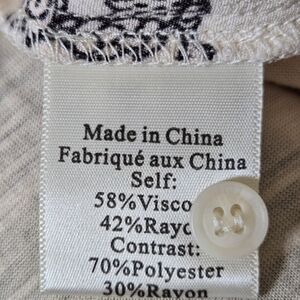 Made in China
Fabriqué aux China
Self:
58%Visco
42%Rayo
Contrast:
70%Polyester
30%Rayon